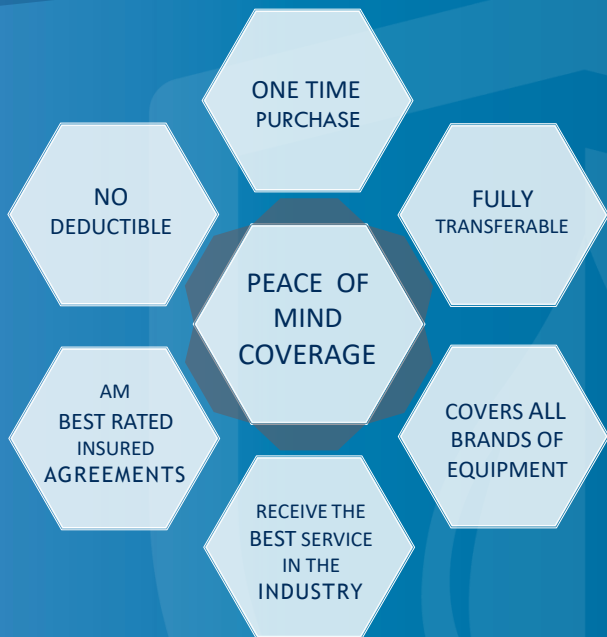 ONE TIME
PURCHASE
NO
DEDUCTIBLE
FULLY
TRANSFERABLE
PEACE OF
MIND
COVERAGE
AM
BEST RATED
INSURED
AGREEMENTS
COVERS ALL
BRANDS OF
EQUIPMENT
RECEIVE THE
BEST SERVICE
IN THE
INDUSTRY